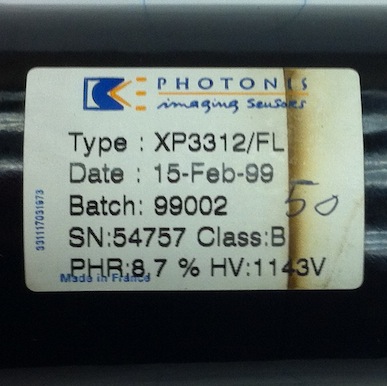 PHOTONIS
imaging sensors
Type : XP3312/FL
Date : 15-Feb-99
Batch: 99002
50
SN:54757 Class:B
PHR:8,7 % HV:1143V
Made in France